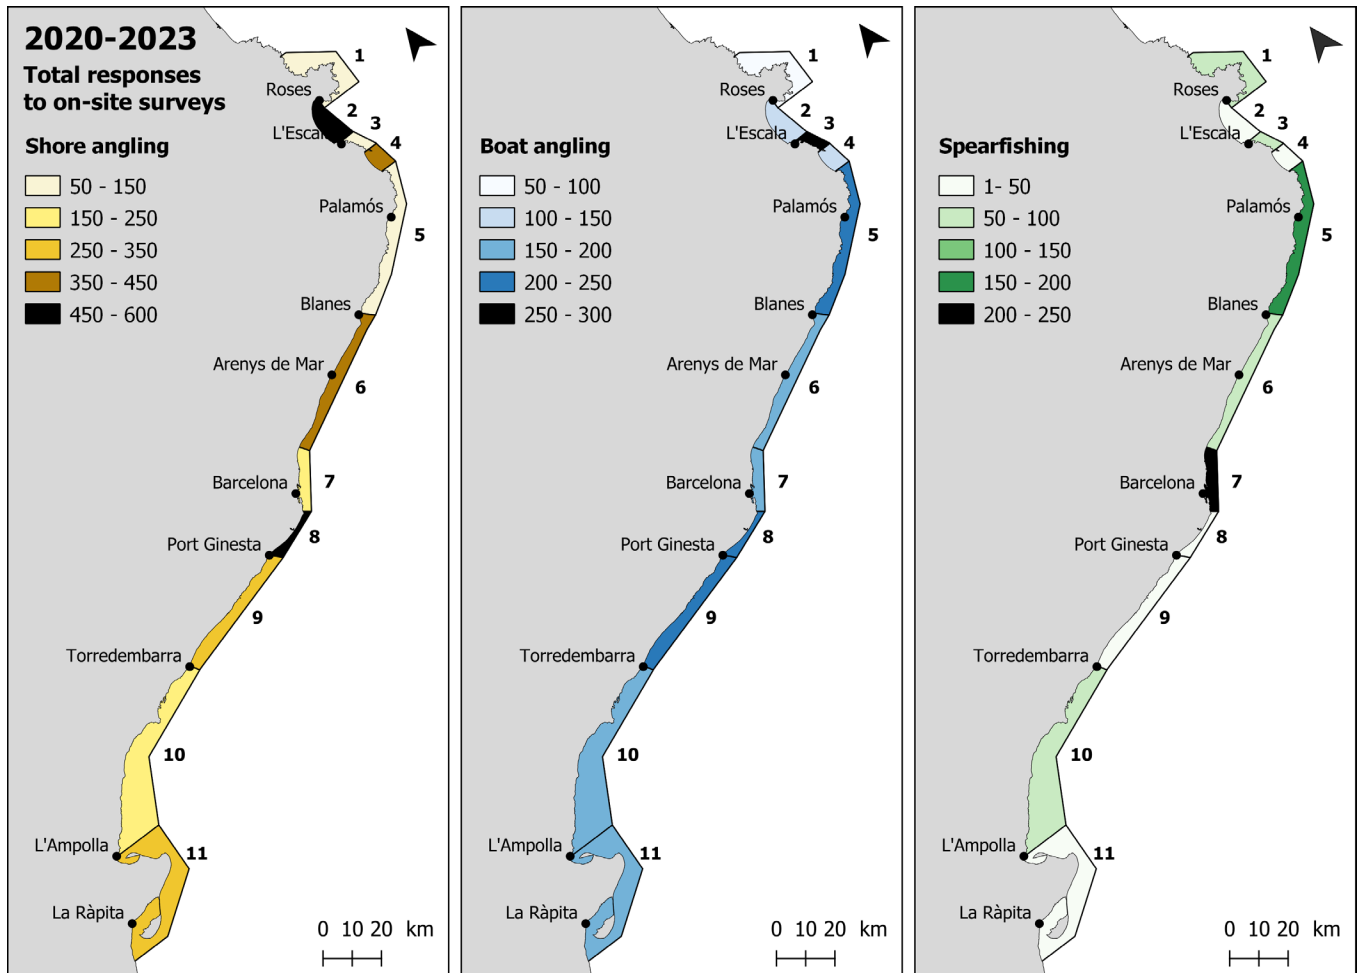 2020-2023
Total responses
to on-site surveys
Shore angling
50 - 150
150 - 250
250 - 350
350 - 450
450 - 600
1
Roses
2
L'Escala
3
4
Palamós
5
Blanes
Arenys de Mar
6
Barcelona
7
8
Port Ginesta
9
Torredembarra
10
L'Ampolla
11
La Ràpita
0 10 20 km
Boat angling
50 - 100
100 - 150
150 - 200
200 - 250
250 - 300
1
Roses
2
L'Escala
3
4
Palamós
5
Blanes
Arenys de Mar
6
Barcelona
7
8
Port Ginesta
9
Torredembarra
10
L'Ampolla
11
La Ràpita
0 10 20 km
Spearfishing
1- 50
50 - 100
100 - 150
150 - 200
200 - 250
1
Roses
2
L'Escala
3
4
Palamós
5
Blanes
Arenys de Mar
6
Barcelona
7
8
Port Ginesta
9
Torredembarra
10
L'Ampolla
11
La Ràpita
0 10 20 km